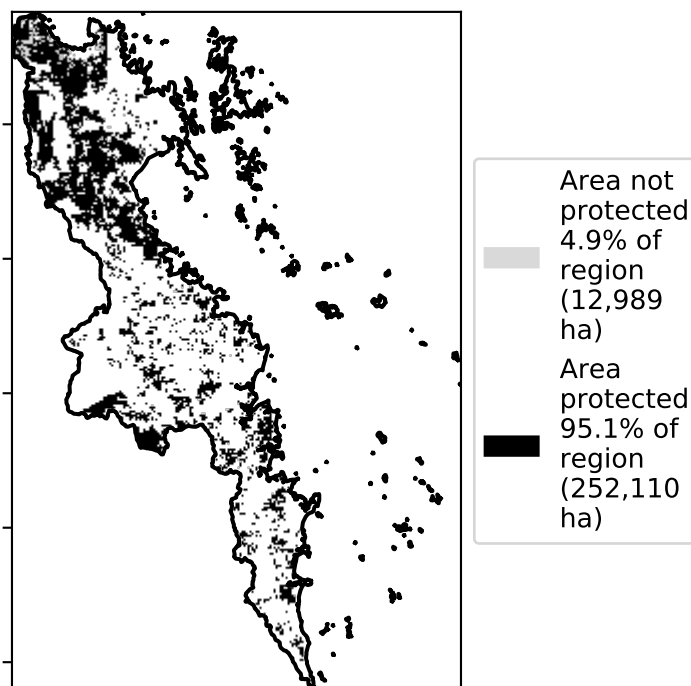 Area not
protected
4.9% of
region
(12,989
ha)
Area
protected
95.1% of
region
(252,110
ha)